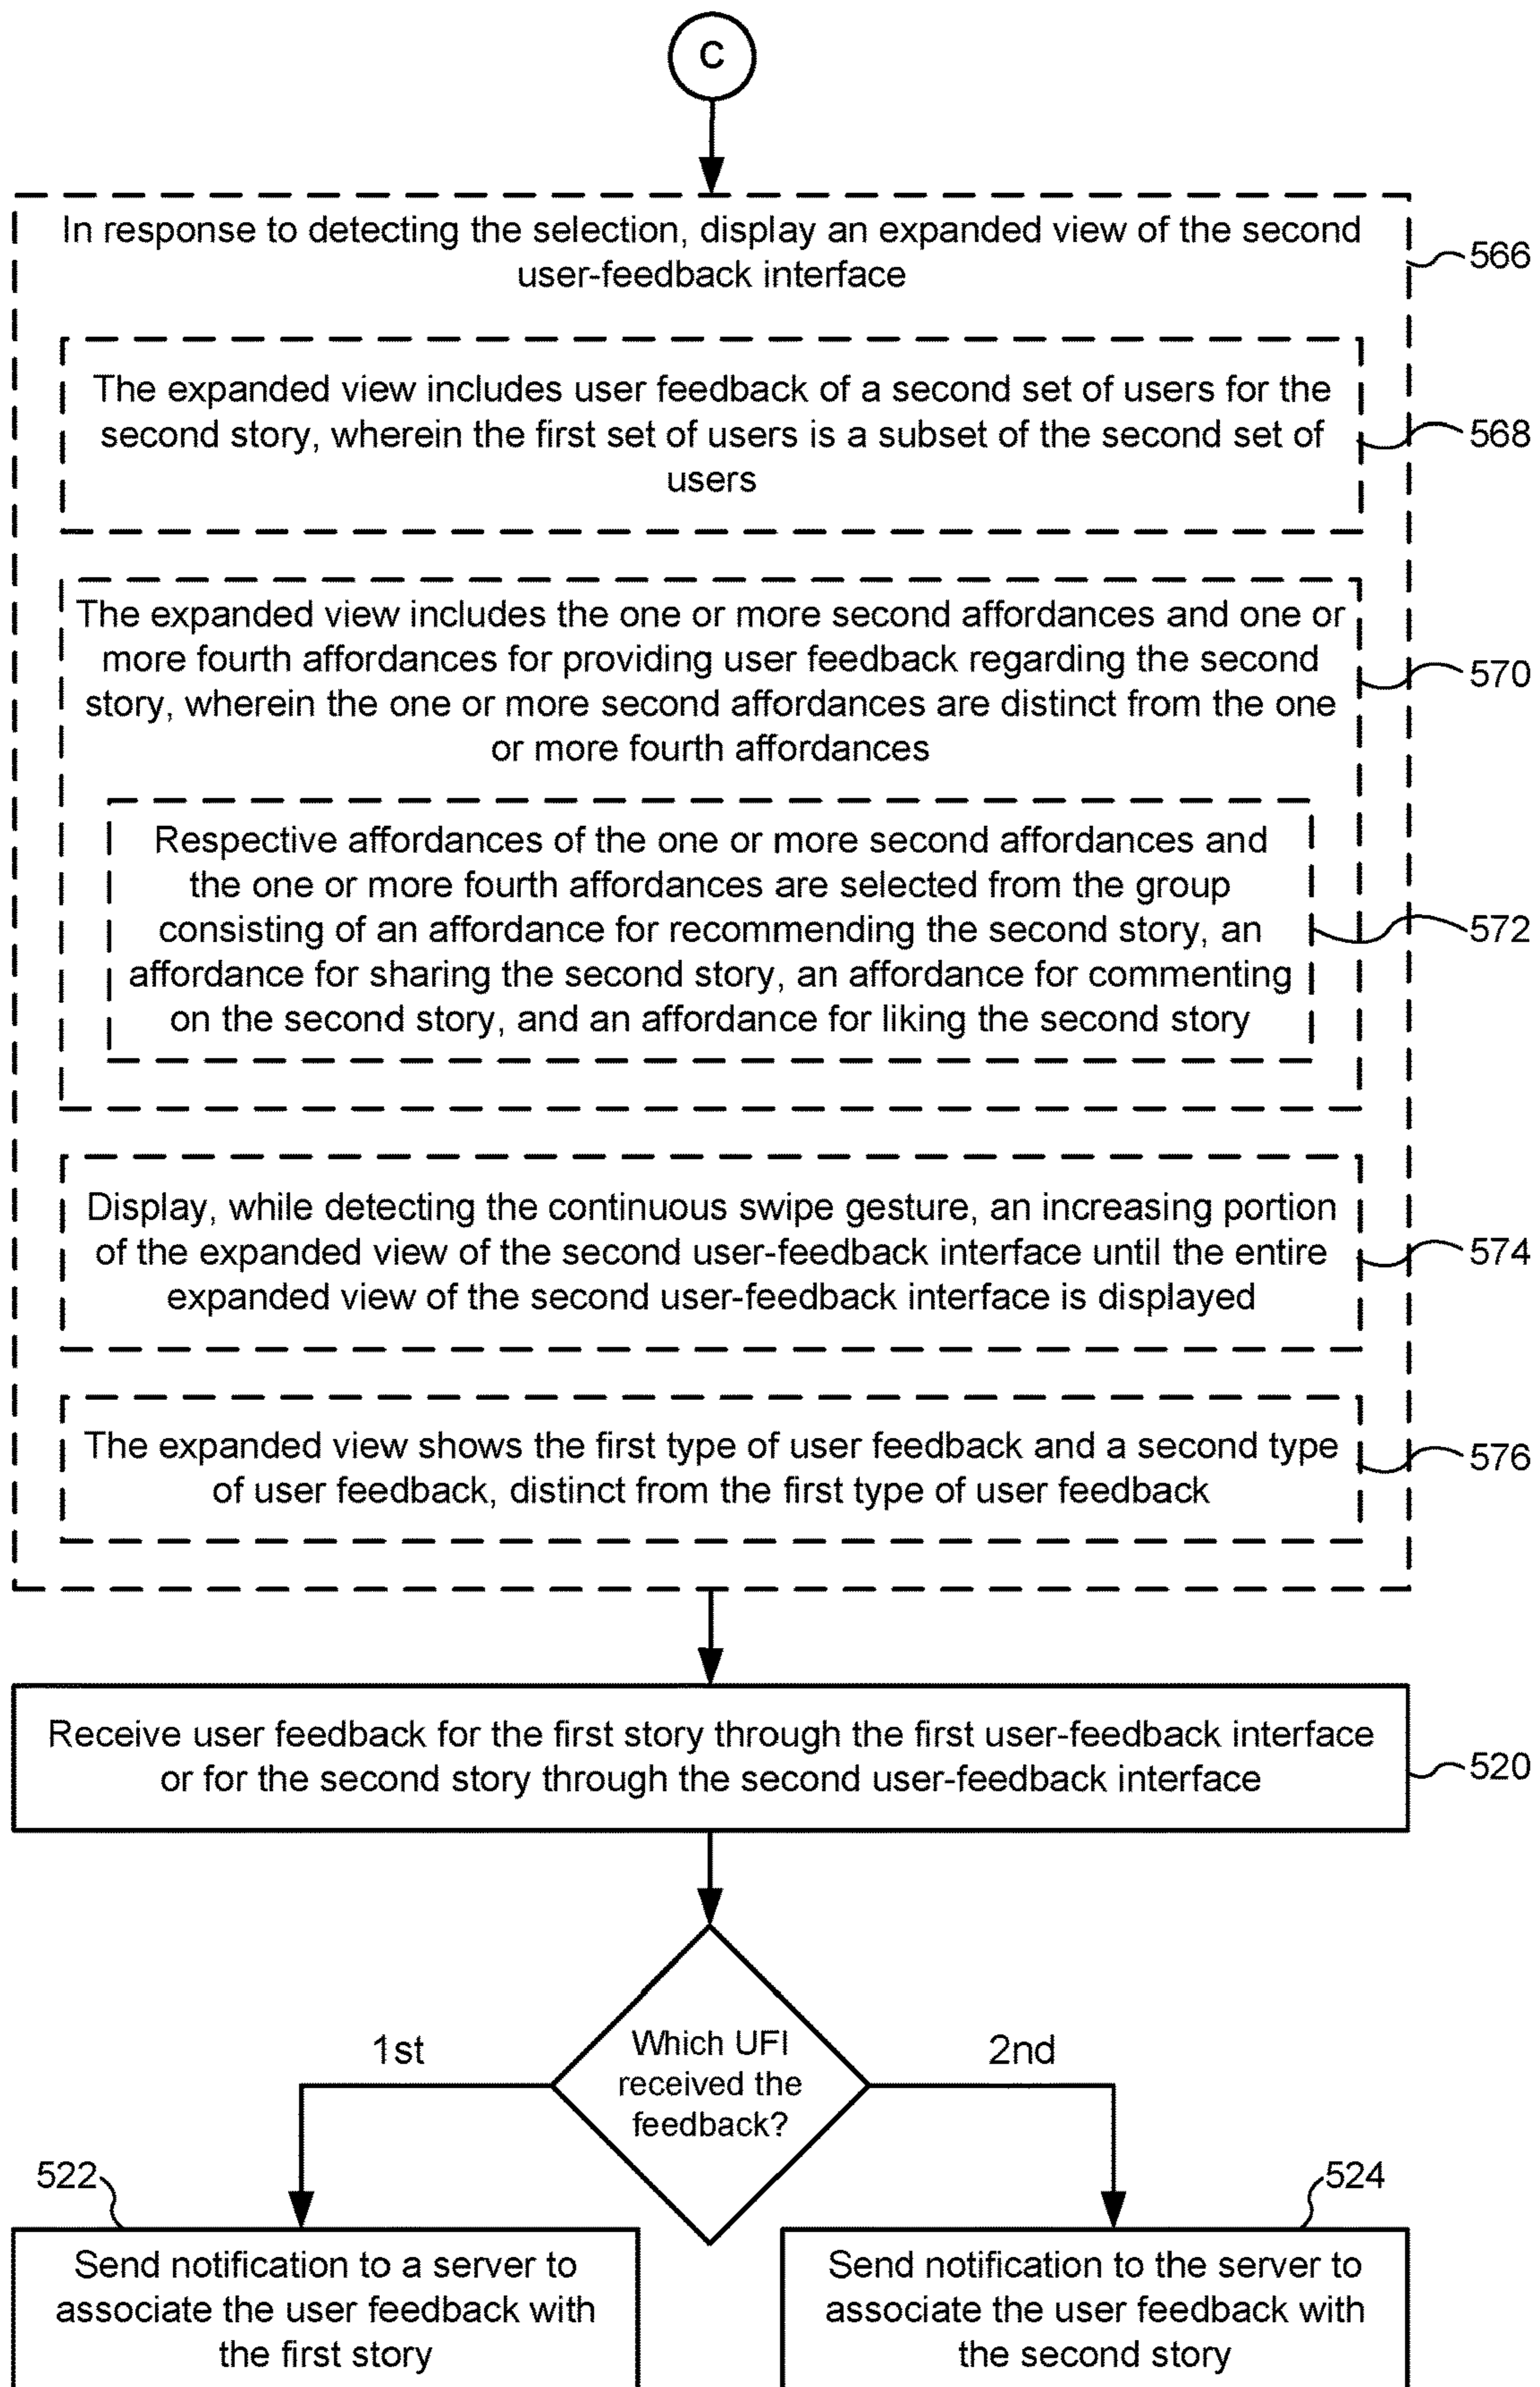 C
In response to detecting the selection, display an expanded view of the second
user-feedback interface
566
The expanded view includes user feedback of a second set of users for the
second story, wherein the first set of users is a subset of the second set of
users
568
The expanded view includes the one or more second affordances and one or
more fourth affordances for providing user feedback regarding the second
story, wherein the one or more second affordances are distinct from the one
or more fourth affordances
570
Respective affordances of the one or more second affordances and
the one or more fourth affordances are selected from the group
consisting of an affordance for recommending the second story, an
affordance for sharing the second story, an affordance for commenting
on the second story, and an affordance for liking the second story
572
Display, while detecting the continuous swipe gesture, an increasing portion
of the expanded view of the second user-feedback interface until the entire
expanded view of the second user-feedback interface is displayed
574
The expanded view shows the first type of user feedback and a second type
of user feedback, distinct from the first type of user feedback
576
Receive user feedback for the first story through the first user-feedback interface
or for the second story through the second user-feedback interface
520
Which UFI
received the
feedback?
1st
2nd
522
Send notification to a server to
associate the user feedback with
the first story
524
Send notification to the server to
associate the user feedback with
the second story